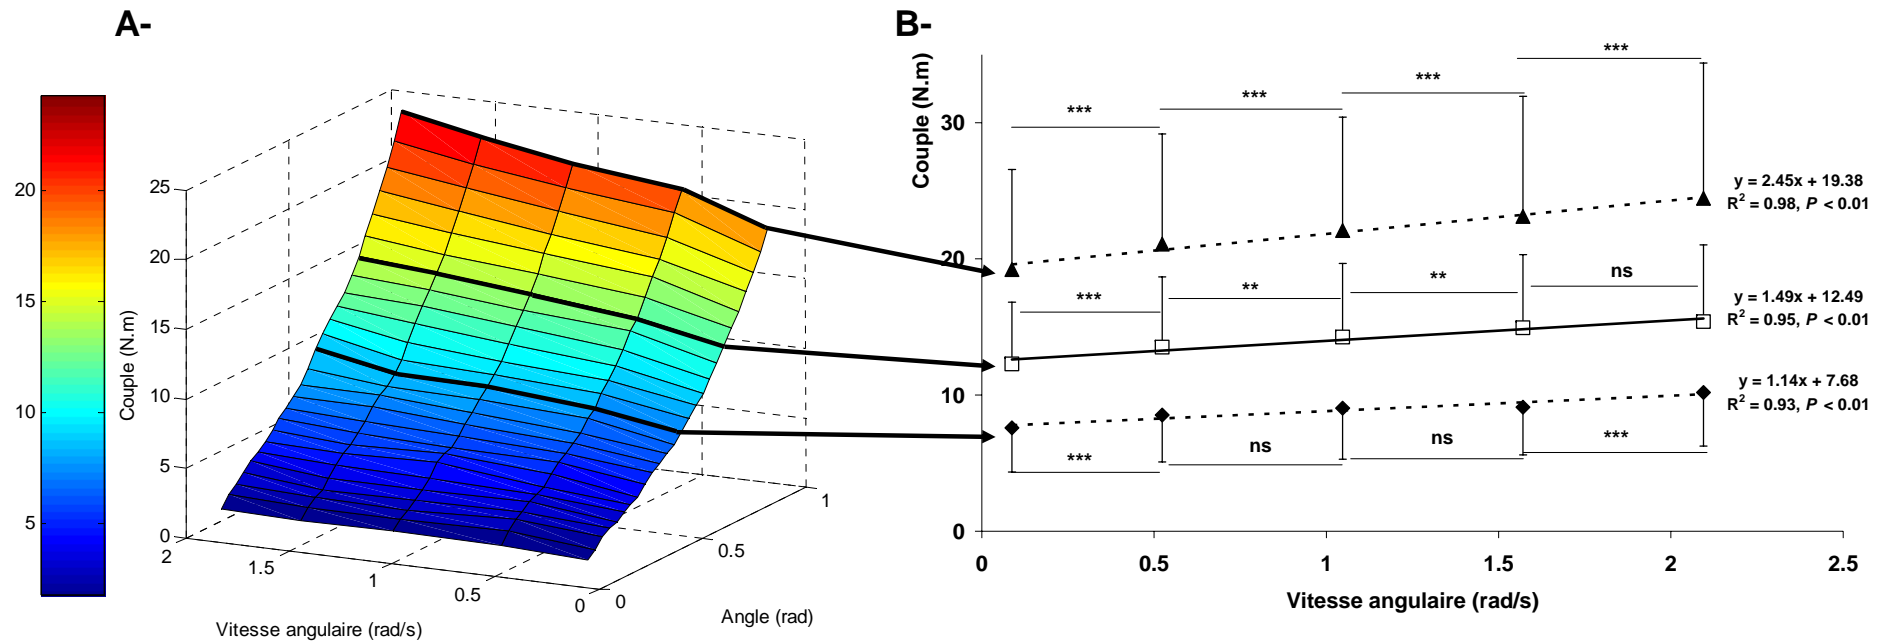 A-
20
15
10
5
Couple (N.m)
25
20
15
10
5
0
2
1.5
1
0.5
0
Vitesse angulaire (rad/s)
0
0.5
1
Angle (rad)
B-
Couple (N.m)
30
20
10
0
0
0.5
1
1.5
2
2.5
Vitesse angulaire (rad/s)
***
***
***
***
y = 2.45x + 19.38
R² = 0.98, P < 0.01
***
**
**
ns
y = 1.49x + 12.49
R² = 0.95, P < 0.01
***
ns
ns
***
y = 1.14x + 7.68
R² = 0.93, P < 0.01